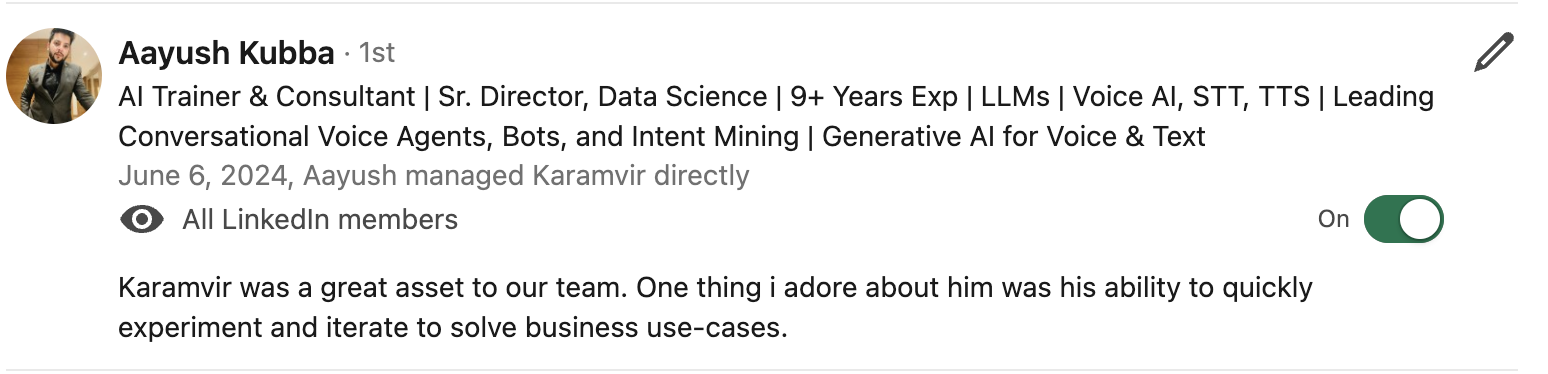 Aayush Kubba · 1st
AI Trainer & Consultant | Sr. Director, Data Science | 9+ Years Exp | LLMs | Voice AI, STT, TTS | Leading
Conversational Voice Agents, Bots, and Intent Mining | Generative AI for Voice & Text
June 6, 2024, Aayush managed Karamvir directly
All LinkedIn members
On
Karamvir was a great asset to our team. One thing i adore about him was his ability to quickly
experiment and iterate to solve business use-cases.